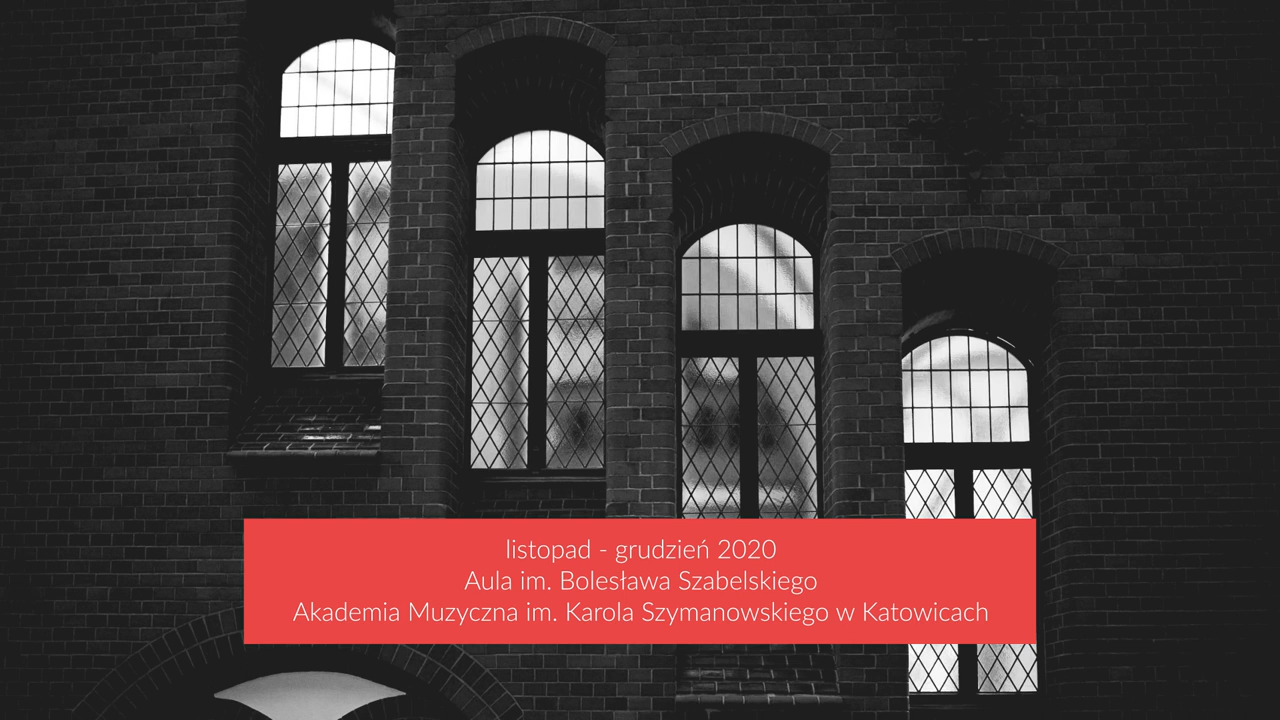 listopad - grudzień 2020
Aula im. Bolesława Szabelskiego
Akademia Muzyczna im. Karola Szymanowskiego w Katowicach